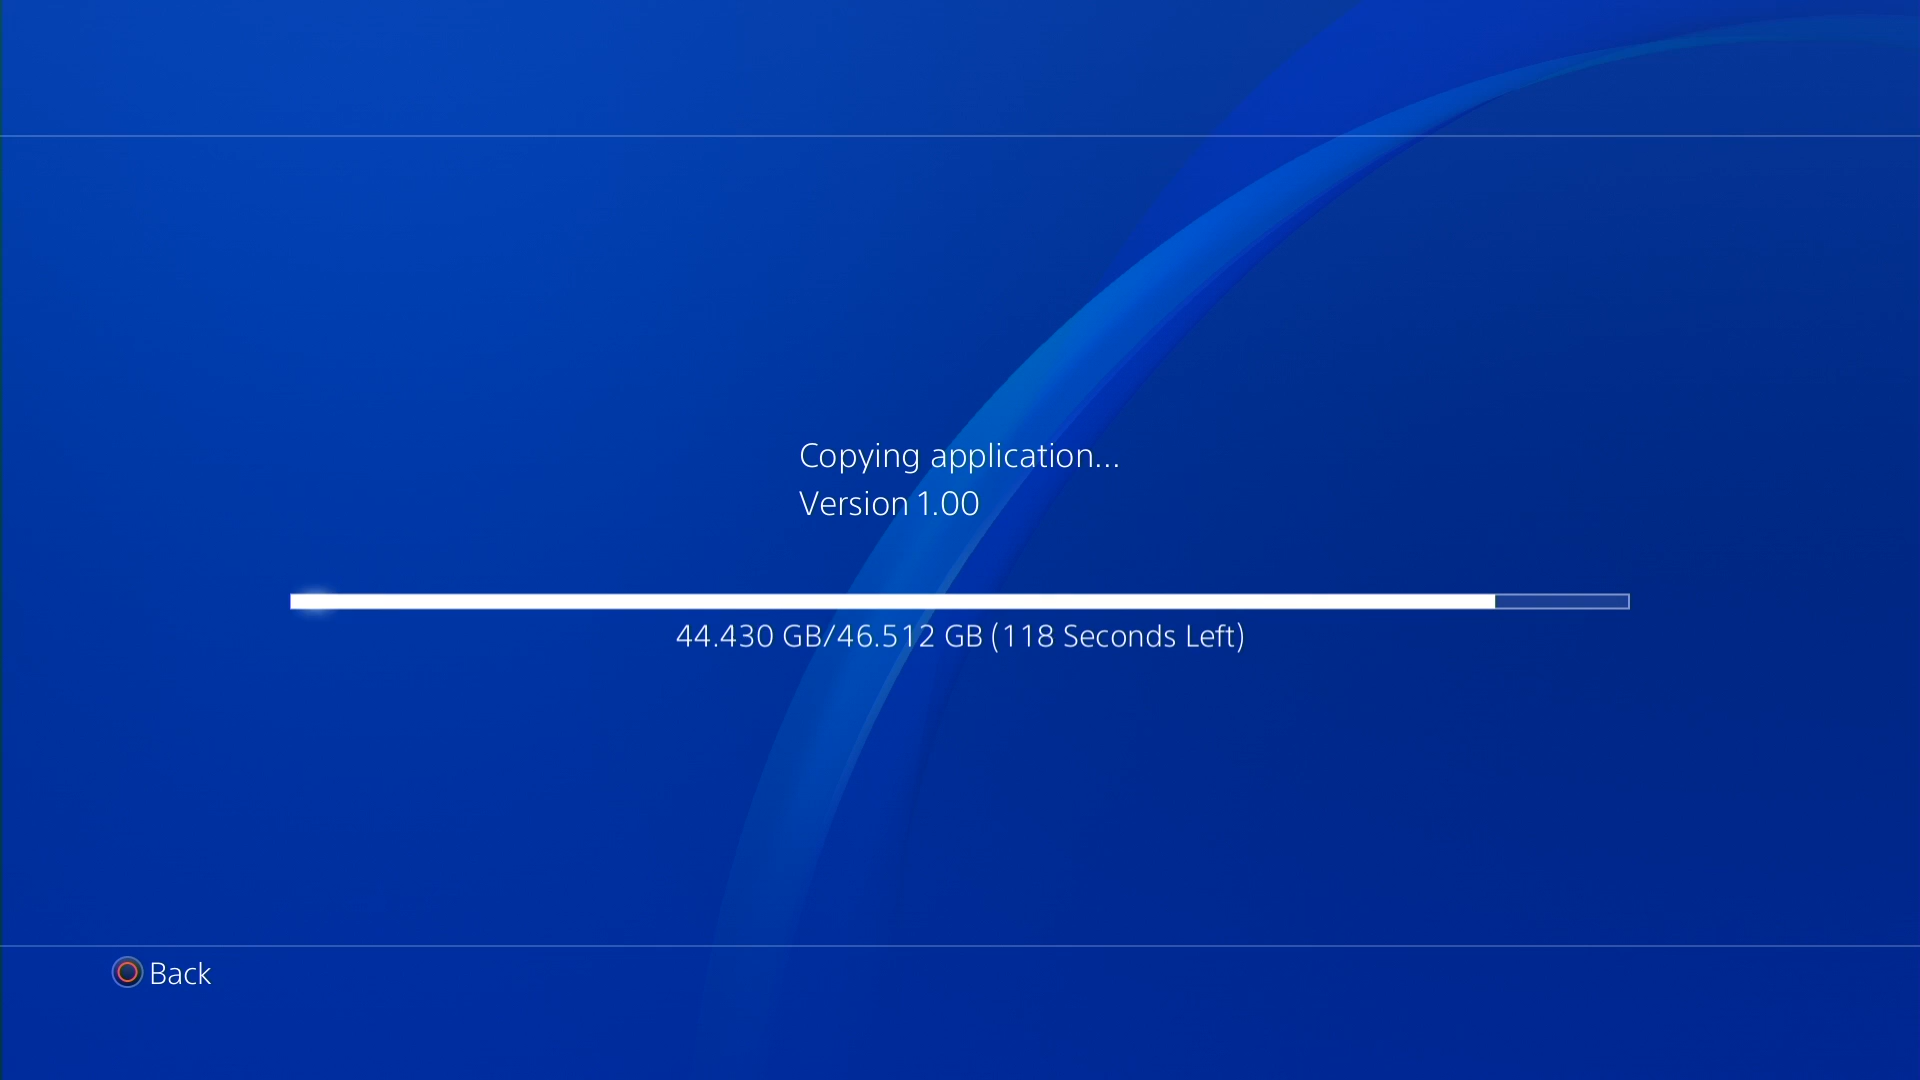 Copying application...
Version 1.00
44.430 GB/46.512 GB (118 Seconds Left)
Back